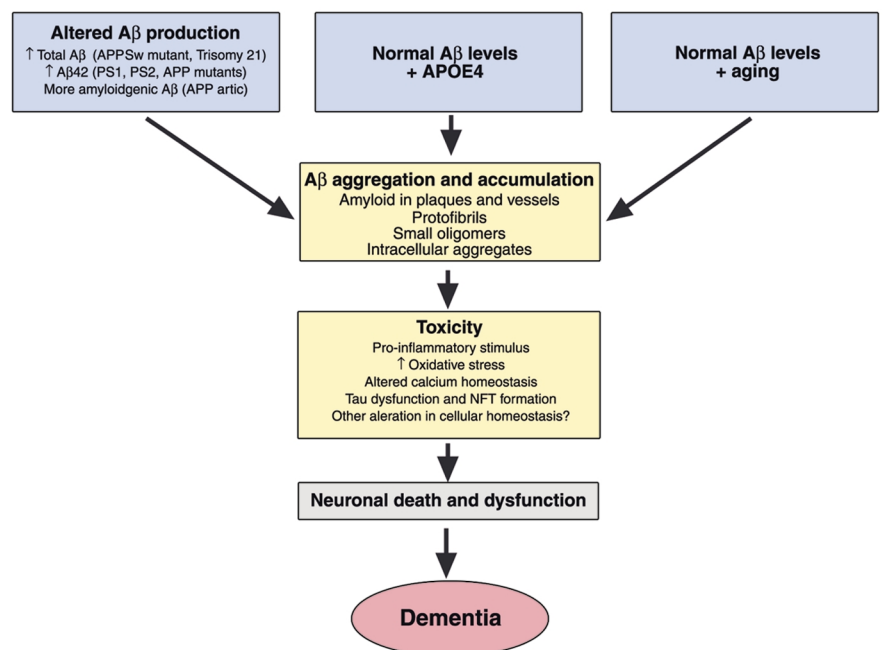 Altered Aβ production
↑ Total Aβ (APPSw mutant, Trisomy 21)
↑ Aβ42 (PS1, PS2, APP mutants)
More amyloidgenic Aβ (APP artic)
Normal Aβ levels
+ APOE4
Normal Aβ levels
+ aging
Aβ aggregation and accumulation
Amyloid in plaques and vessels
Protofibrils
Small oligomers
Intracellular aggregates
Toxicity
Pro-inflammatory stimulus
↑ Oxidative stress
Altered calcium homeostasis
Tau dysfunction and NFT formation
Other aleration in cellular homeostasis?
Neuronal death and dysfunction
Dementia